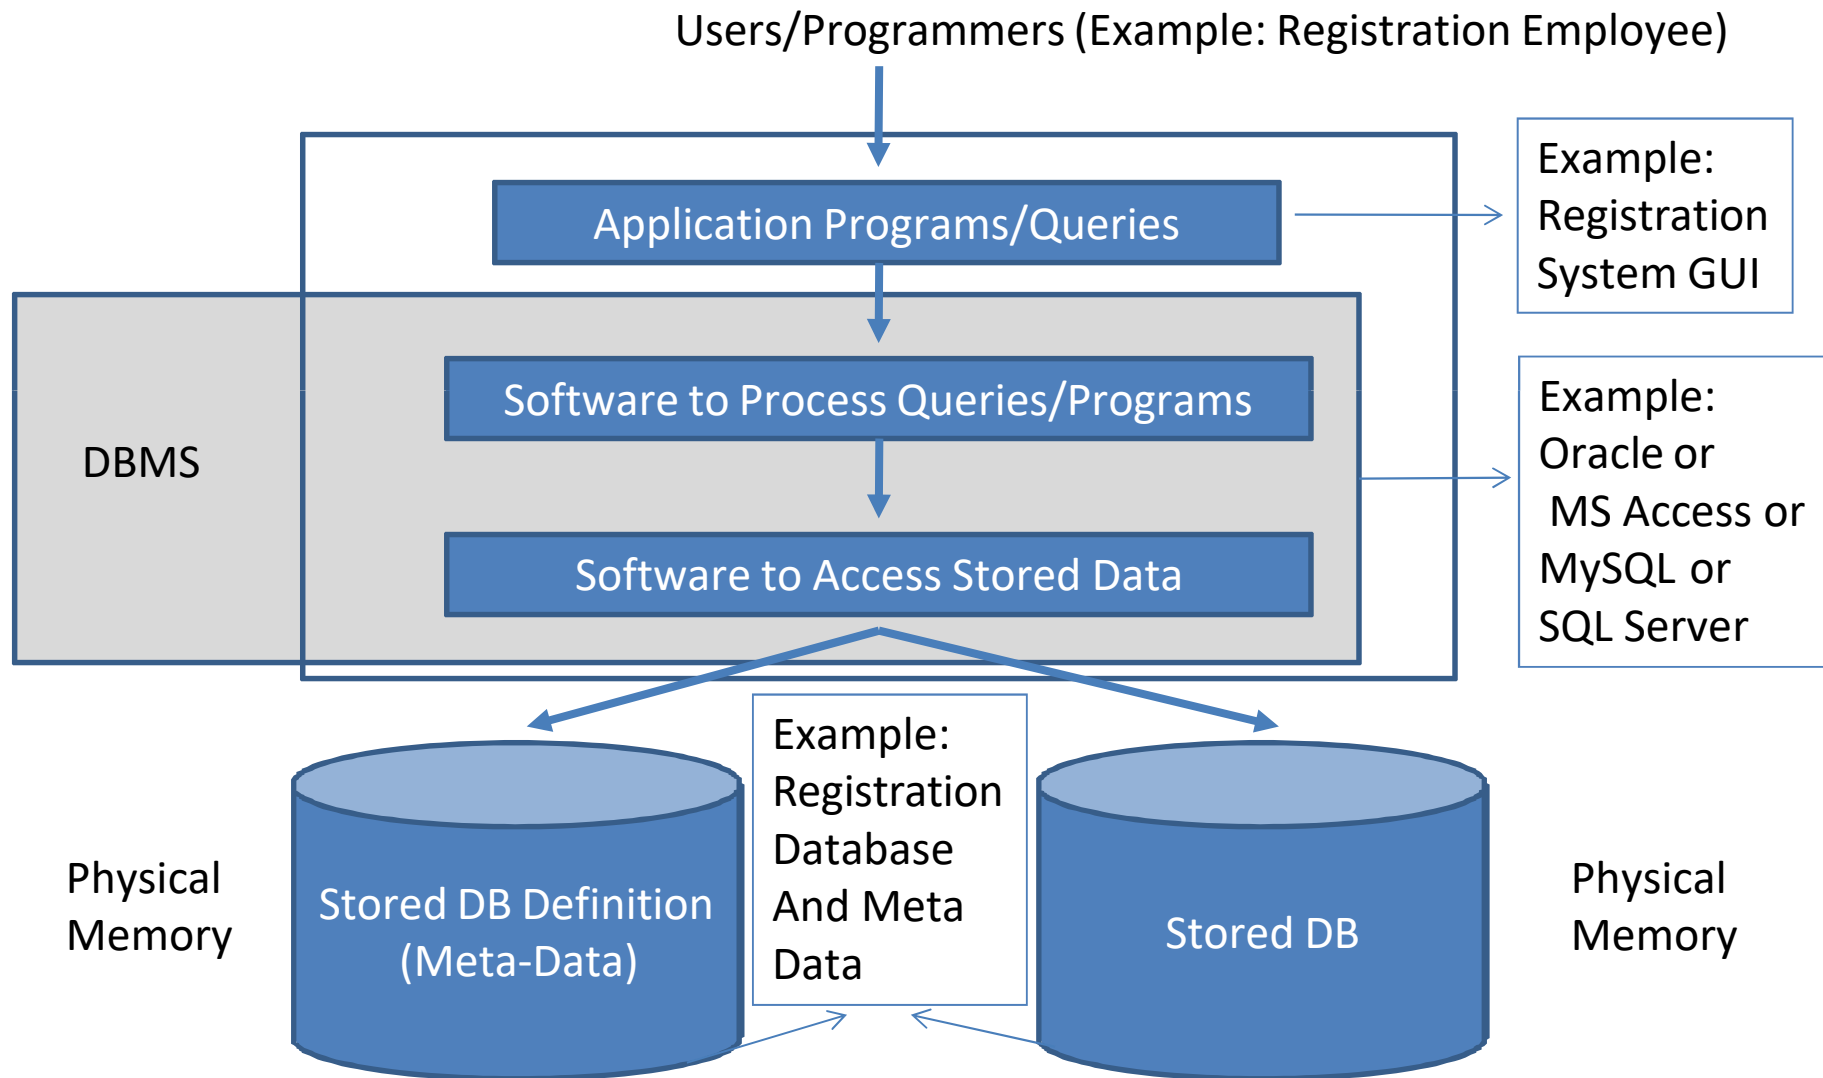 Users/Programmers (Example: Registration Employee)
Application Programs/Queries
Example:
Registration
System GUI
DBMS
Software to Process Queries/Programs
Software to Access Stored Data
Example:
Oracle or
MS Access or
MySQL or
SQL Server
Physical
Memory
Stored DB Definition
(Meta-Data)
Example:
Registration
Database
And Meta
Data
Stored DB
Physical
Memory